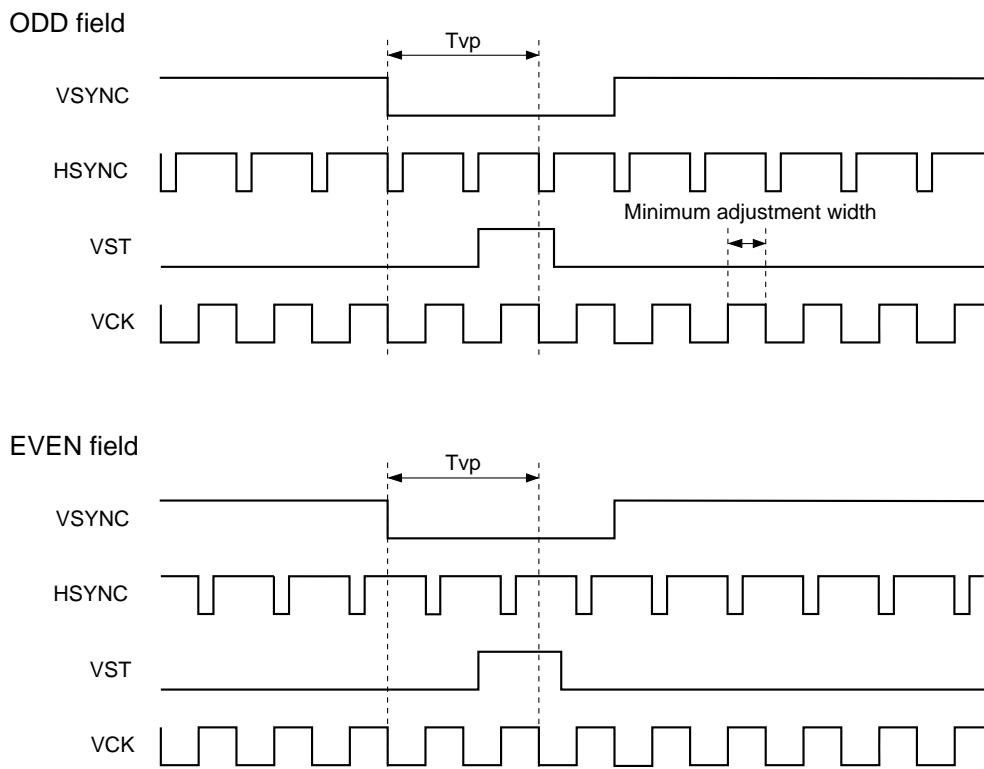 ODD field
Tvp
VSYNC
HSYNC
Minimum adjustment width
VST
VCK
EVEN field
Tvp
VSYNC
HSYNC
VST
VCK